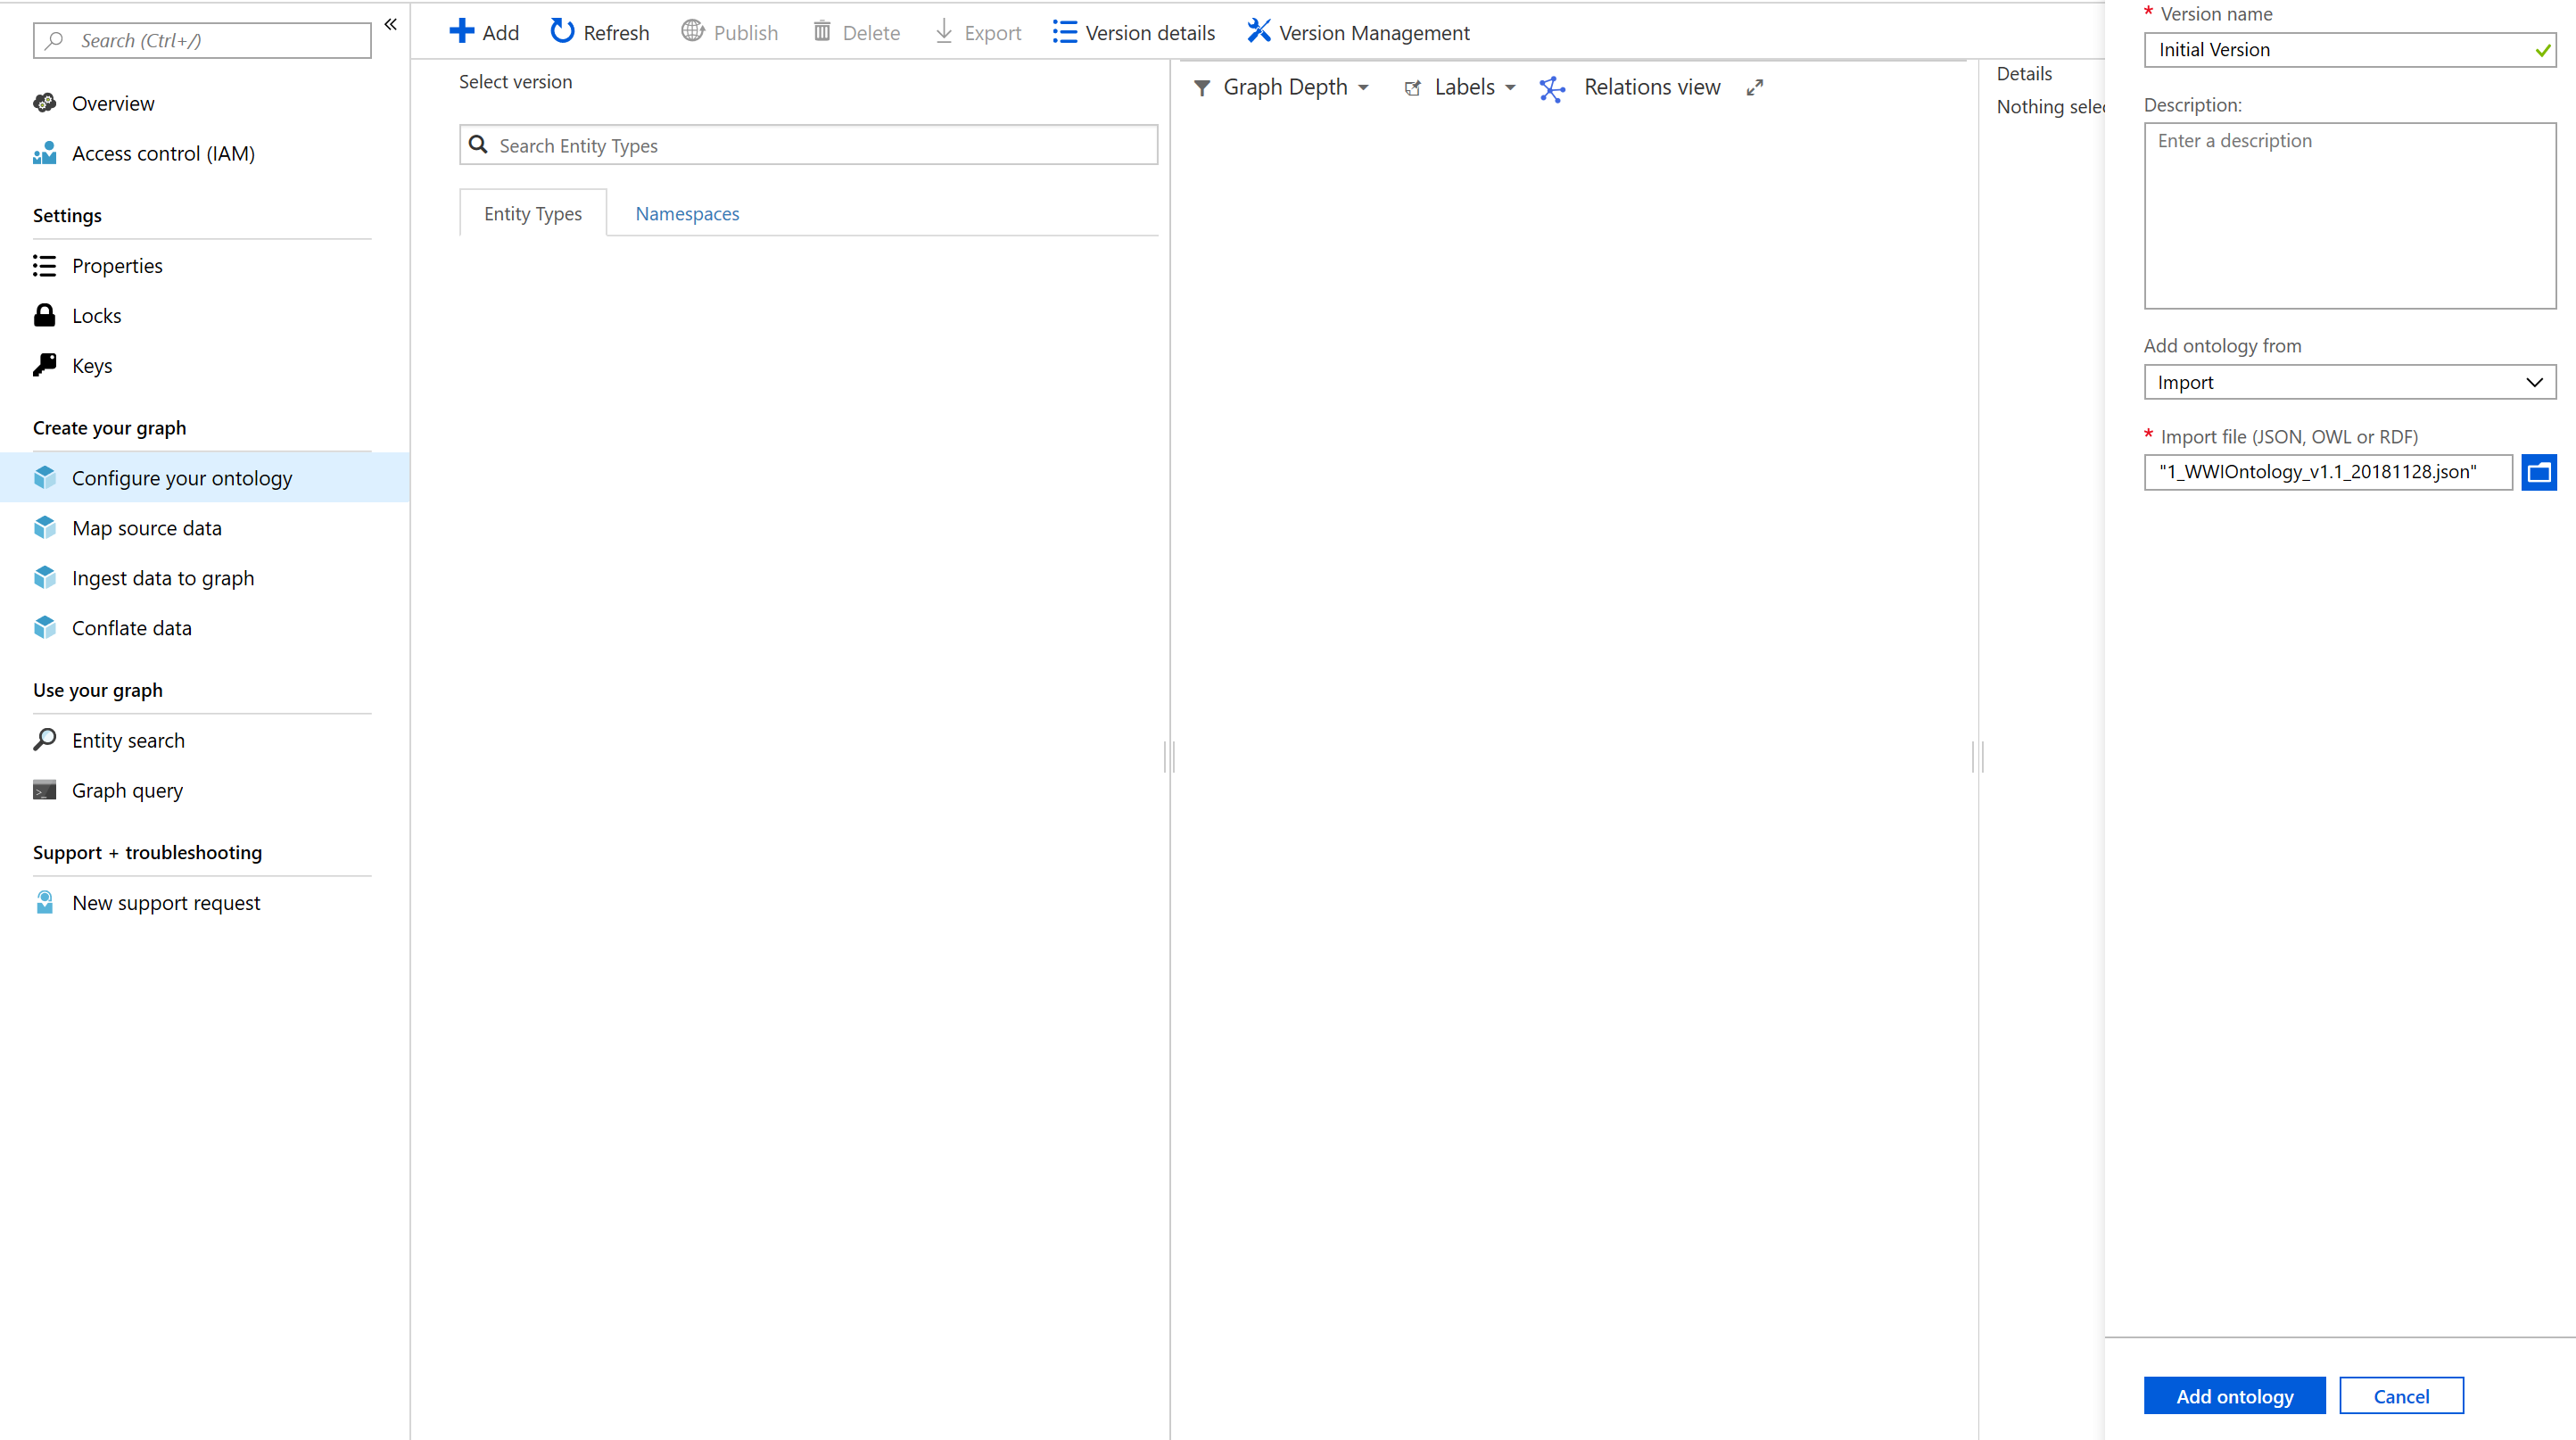 Search (Ctrl+/)
«
Overview
Access control (IAM)
Settings
Properties
Locks
Keys
Create your graph
Configure your ontology
Map source data
Ingest data to graph
Conflate data
Use your graph
Entity search
Graph query
Support + troubleshooting
New support request
Add Refresh Publish Delete Export Version details Version Management
Select version
Search Entity Types
Entity Types Namespaces
Graph Depth Labels Relations view
Details
Nothing selec
* Version name
Initial Version
Description:
Enter a description
Add ontology from
Import
* Import file (JSON, OWL or RDF)
"1_WWIOntology_v1.1_20181128.json"
Add ontology Cancel